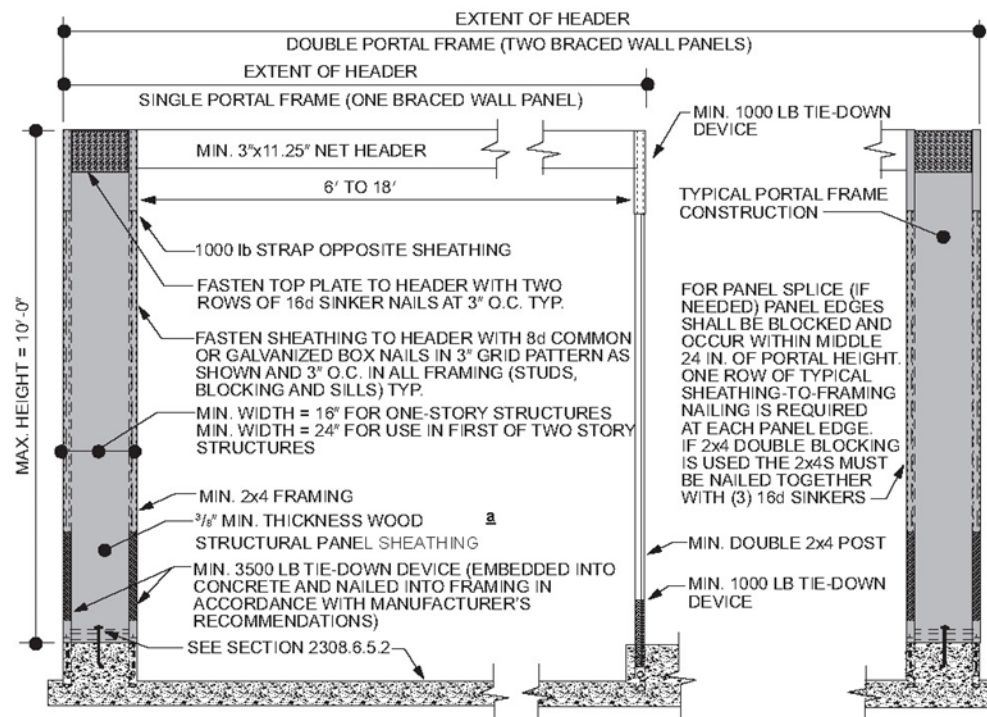 EXTENT OF HEADER
DOUBLE PORTAL FRAME (TWO BRACED WALL PANELS)
EXTENT OF HEADER
SINGLE PORTAL FRAME (ONE BRACED WALL PANEL)
MIN. 1000 LB TIE-DOWN
DEVICE
MIN. 3″x11.25″ NET HEADER
6′ TO 18′
TYPICAL PORTAL FRAME
CONSTRUCTION
1000 lb STRAP OPPOSITE SHEATHING
FASTEN TOP PLATE TO HEADER WITH TWO
ROWS OF 16d SINKER NAILS AT 3″ O.C. TYP.
FASTEN SHEATHING TO HEADER WITH 8d COMMON
OR GALVANIZED BOX NAILS IN 3″ GRID PATTERN AS
SHOWN AND 3″ O.C. IN ALL FRAMING (STUDS,
BLOCKING AND SILLS) TYP.
MIN. WIDTH = 16″ FOR ONE-STORY STRUCTURES
MIN. WIDTH = 24″ FOR USE IN FIRST OF TWO STORY
STRUCTURES
FOR PANEL SPLICE (IF
NEEDED) PANEL EDGES
SHALL BE BLOCKED AND
OCCUR WITHIN MIDDLE
24 IN. OF PORTAL HEIGHT.
ONE ROW OF TYPICAL
SHEATHING-TO-FRAMING
NAILING IS REQUIRED
AT EACH PANEL EDGE.
IF 2x4 DOUBLE BLOCKING
IS USED THE 2x4S MUST
BE NAILED TOGETHER
WITH (3) 16d SINKERS
MAX. HEIGHT = 10′-0″
MIN. 2x4 FRAMING
3/8″ MIN. THICKNESS WOOD a
STRUCTURAL PANEL SHEATHING
MIN. 3500 LB TIE-DOWN DEVICE (EMBEDDED INTO
CONCRETE AND NAILED INTO FRAMING IN
ACCORDANCE WITH MANUFACTURER'S
RECOMMENDATIONS)
MIN. DOUBLE 2x4 POST
MIN. 1000 LB TIE-DOWN
DEVICE
SEE SECTION 2308.6.5.2